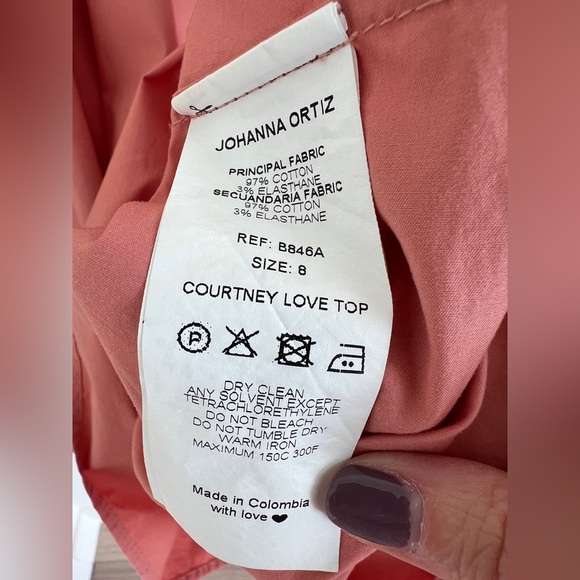 JOHANNA ORTIZ
PRINCIPAL FABRIC
97% COTTON
3% ELASTHANE
SECUANDARIA FABRIC
97% COTTON
3% ELASTHANE
REF: B846A
SIZE: 8
COURTNEY LOVE TOP
P
DRY CLEAN
ANY SOLVENT EXCEPT
TETRACHLORETHYLENE
DO NOT BLEACH
DO NOT TUMBLE DRY
WARM IRON
MAXIMUM 150C 300F
Made in Colombia
with love